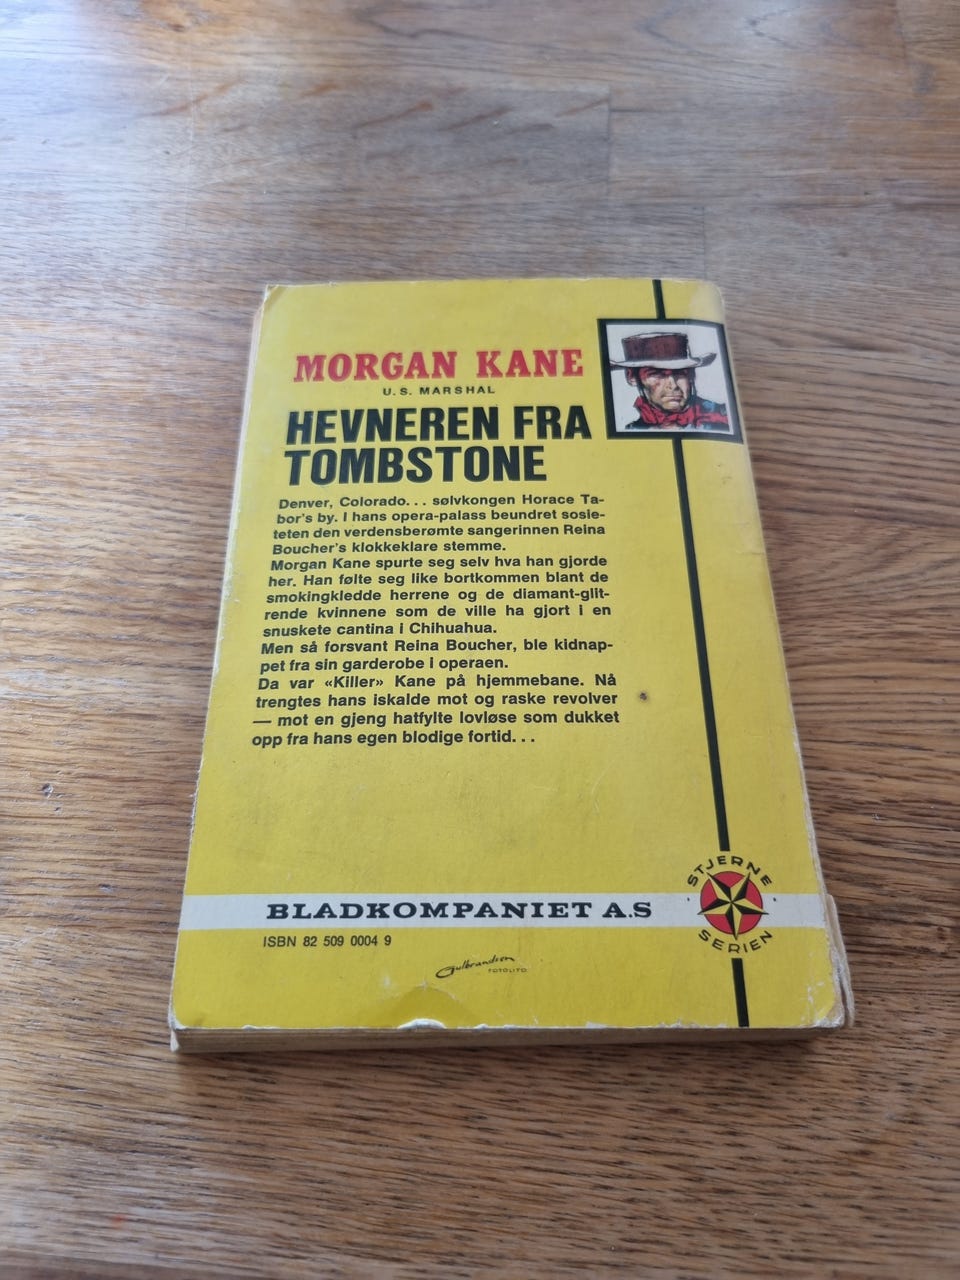 MORGAN KANE
U.S. MARSHAL
HEVNEREN FRA
TOMBSTONE
Denver, Colorado. . . sølvkongen Horace Ta-
bor's by. I hans opera-palass beundret sosie-
teten den verdensberømte sangerinnen Reina
Boucher's klokkeklare stemme.
Morgan Kane spurte seg selv hva han gjorde
her. Han følte seg like bortkommen blant de
smokingkledde herrene og de diamant-glit-
rende kvinnene som de ville ha gjort i en
snuskete cantina i Chihuahua.
Men så forsvant Reina Boucher, ble kidnap-
pet fra sin garderobe i operaen.
Da var «Killer» Kane på hjemmebane. Nå
trengtes hans iskalde mot og raske revolver
— mot en gjeng hatfylte lovløse som dukket
opp fra hans egen blodige fortid. . .
STJERNE
SERIEN
BLADKOMPANIET A.S
ISBN 82 509 0004 9
Gulbrandsen
FOTOLITO